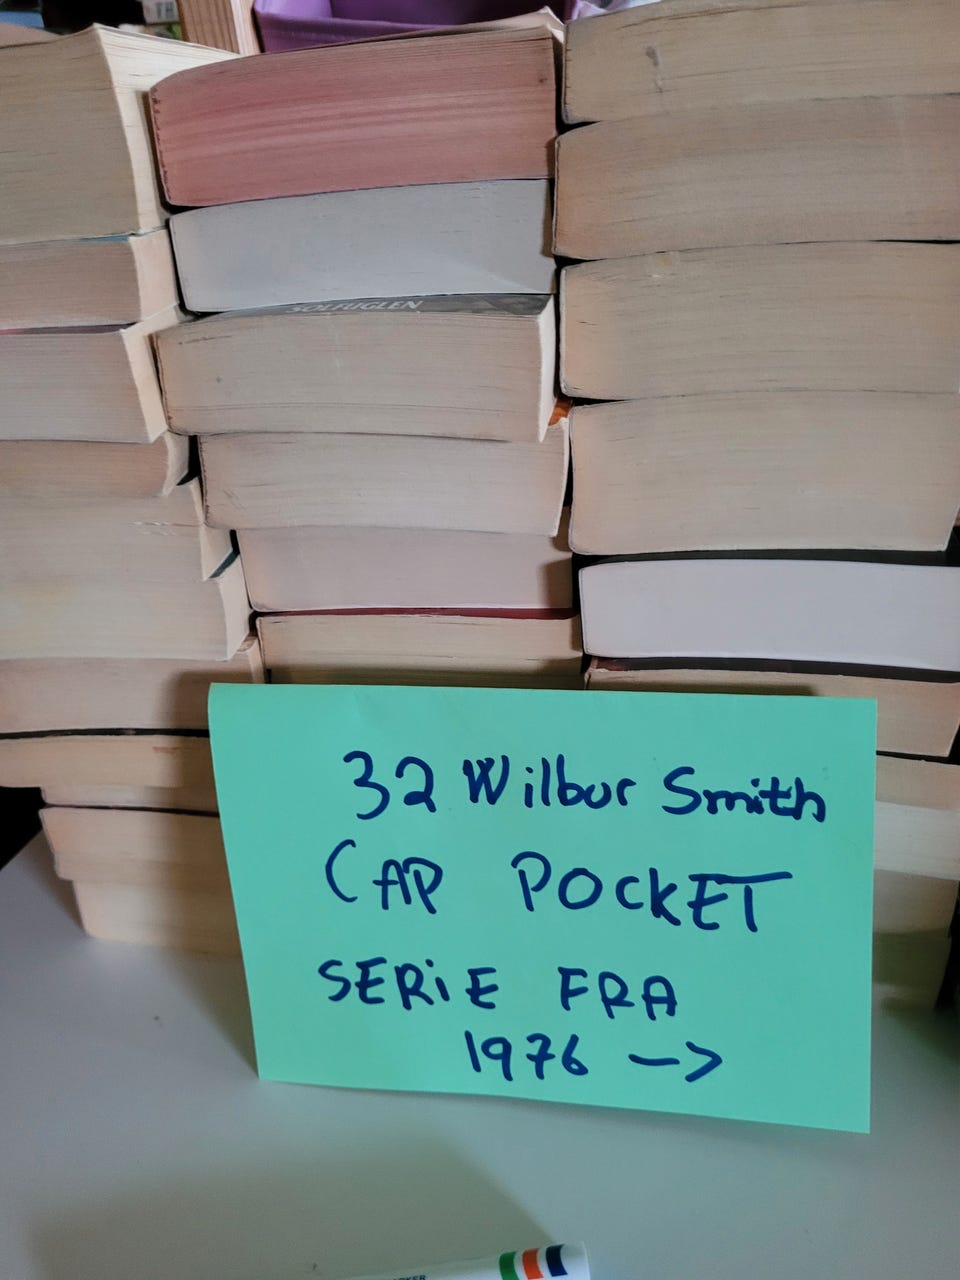 SOLFUGLEN
32 Wilbur Smith
CAP POCKET
SERiE FRA
1976 —>